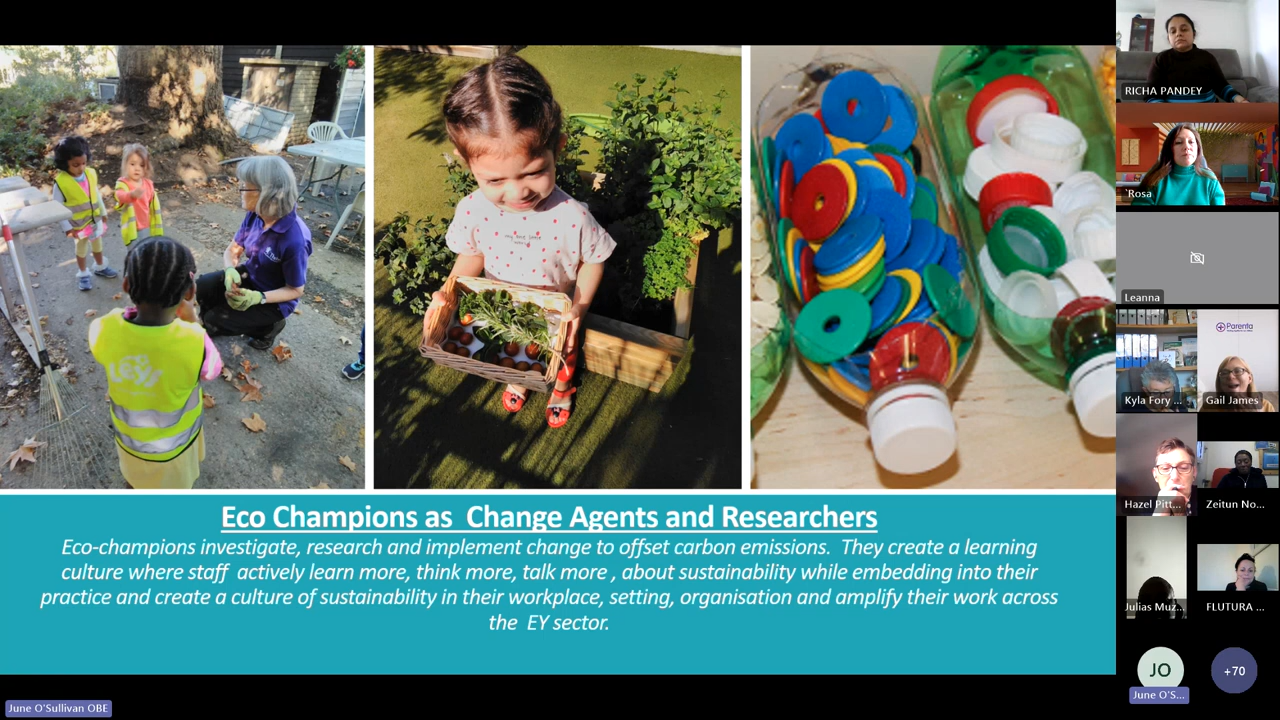 Eco Champions as  Change Agents and Researchers
Eco-champions investigate, research and implement change to offset carbon emissions.  They create a learning
culture where staff  actively learn more, think more, talk more , about sustainability while embedding into their
practice and create a culture of sustainability in their workplace, setting, organisation and amplify their work across
the  EY sector.
June O'Sullivan OBE
RICHA PANDEY
`Rosa
Leanna
Parenta
Kyla Fory ...
Gail James
Hazel Pitt...
Zeitun No...
Julias Muz...
FLUTURA ...
JO
+70
June O'S...